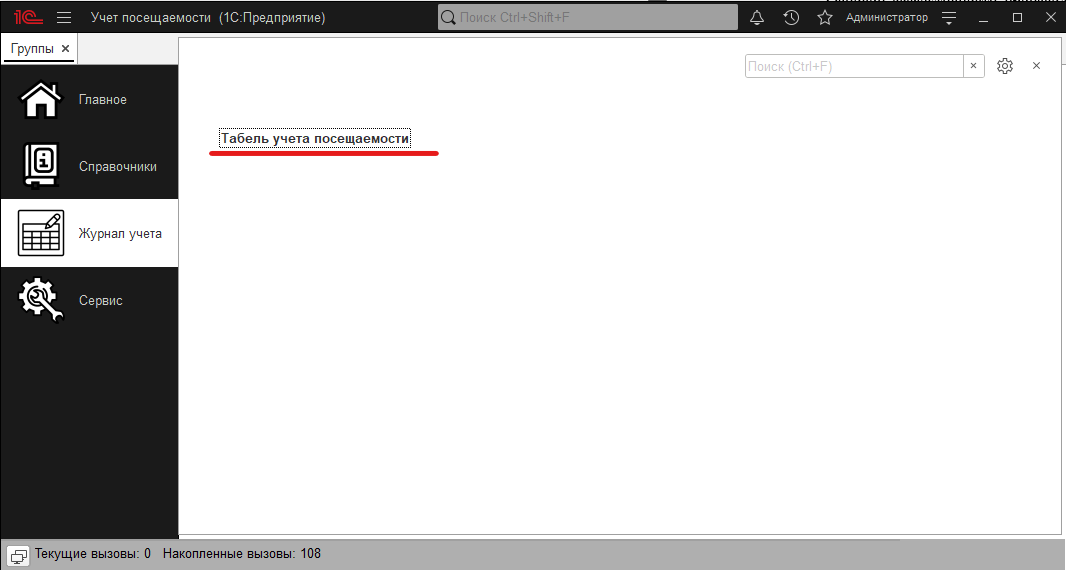 1С Учет посещаемости (1С:Предприятие) Поиск Ctrl+Shift+F Администратор
Группы
Поиск (Ctrl+F)
Главное
Табель учета посещаемости
Справочники
Журнал учета
Сервис
Текущие вызовы: 0 Накопленные вызовы: 108